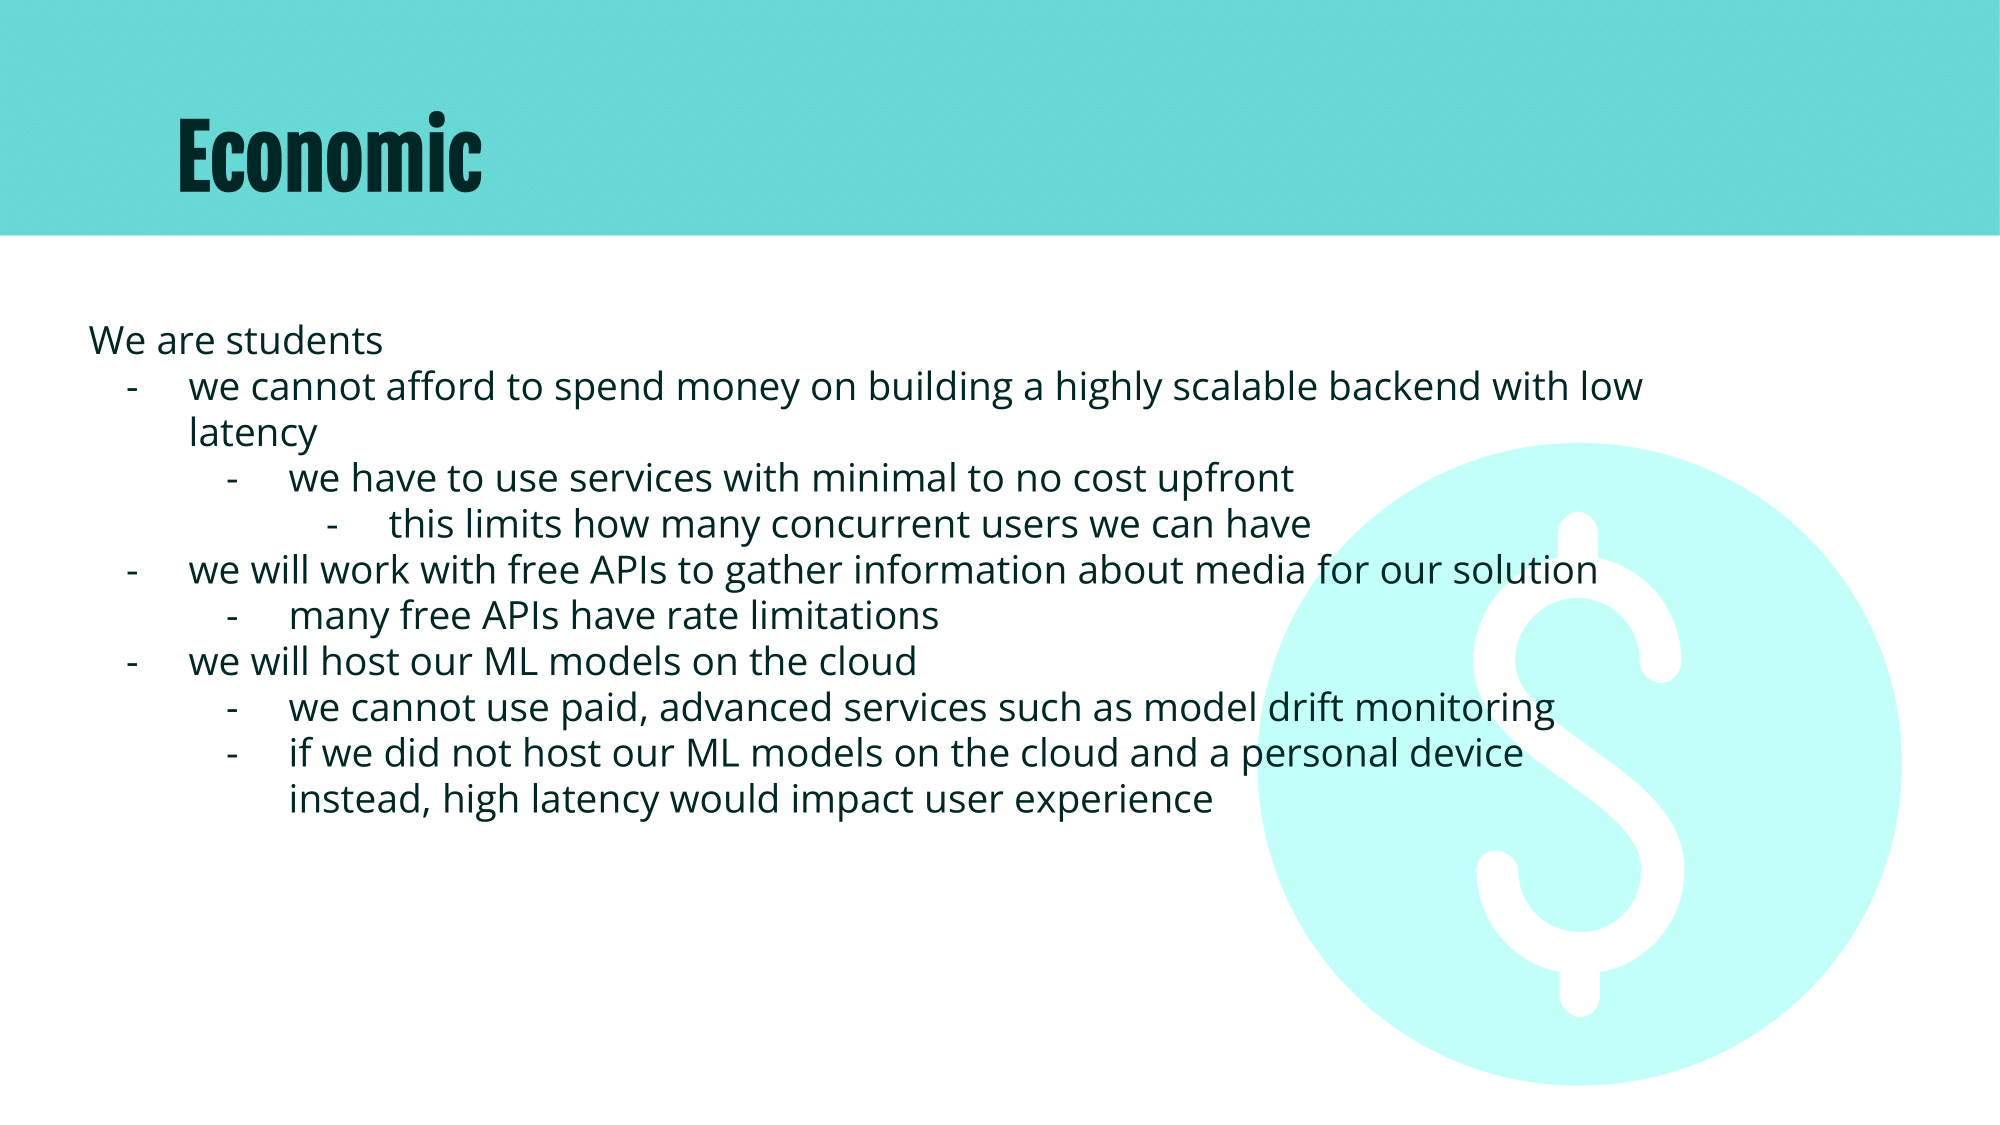 Economic
We are students
- we cannot afford to spend money on building a highly scalable backend with low
latency
- we have to use services with minimal to no cost upfront
- this limits how many concurrent users we can have
- we will work with free APIs to gather information about media for our solution
- many free APIs have rate limitations
- we will host our ML models on the cloud
- we cannot use paid, advanced services such as model drift monitoring
- if we did not host our ML models on the cloud and a personal device
instead, high latency would impact user experience
$